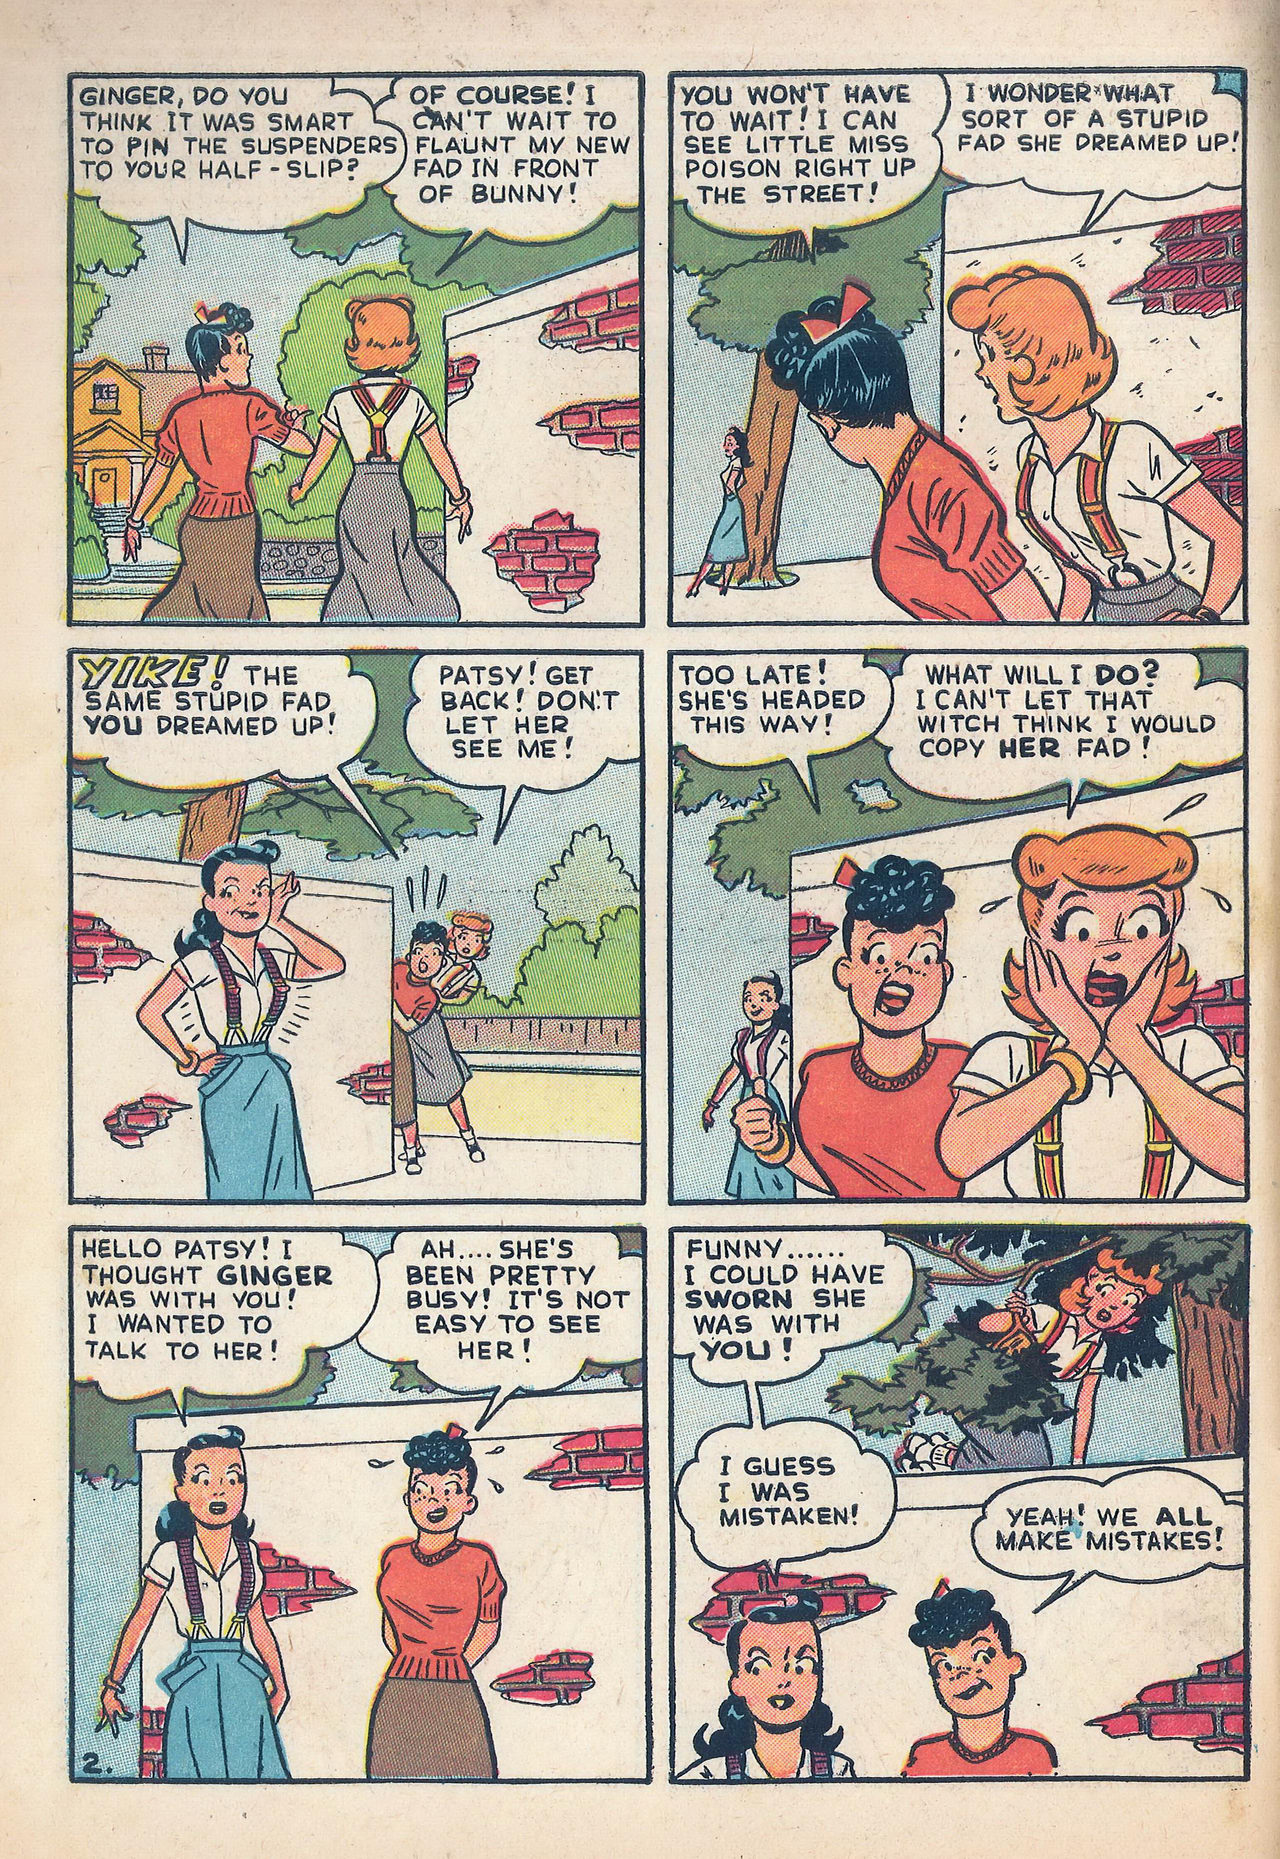 GINGER, DO YOU
THINK IT WAS SMART
TO PIN THE SUSPENDERS
TO YOUR HALF-SLIP?
OF COURSE! I
CAN'T WAIT TO
FLAUNT MY NEW
FAD IN FRONT
OF BUNNY!
YOU WON'T HAVE
TO WAIT! I CAN
SEE LITTLE MISS
POISON RIGHT UP
THE STREET!
I WONDER WHAT
SORT OF A STUPID
FAD SHE DREAMED UP!
YIKE! THE
SAME STUPID FAD
YOU DREAMED UP!
PATSY! GET
BACK! DON'T
LET HER
SEE ME!
TOO LATE!
SHE'S HEADED
THIS WAY!
WHAT WILL I DO?
I CAN'T LET THAT
WITCH THINK I WOULD
COPY HER FAD!
HELLO PATSY! I
THOUGHT GINGER
WAS WITH YOU!
I WANTED TO
TALK TO HER!
AH.... SHE'S
BEEN PRETTY
BUSY! IT'S NOT
EASY TO SEE
HER!
2.
FUNNY......
I COULD HAVE
SWORN SHE
WAS WITH
YOU!
I GUESS
I WAS
MISTAKEN!
YEAH! WE ALL
MAKE MISTAKES!